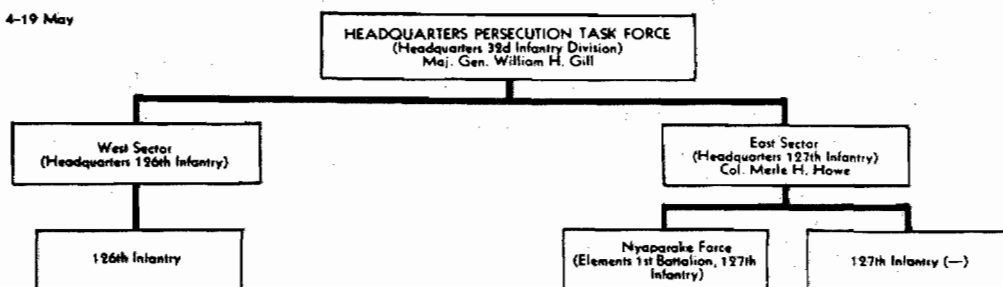 4–19 May
HEADQUARTERS PERSECUTION TASK FORCE
(Headquarters 32d Infantry Division)
Maj. Gen. William H. Gill
West Sector
(Headquarters 126th Infantry)
East Sector
(Headquarters 127th Infantry)
Col. Merle H. Howe
126th Infantry
Nyaparake Force
(Elements 1st Battalion, 127th
Infantry)
127th Infantry (—)